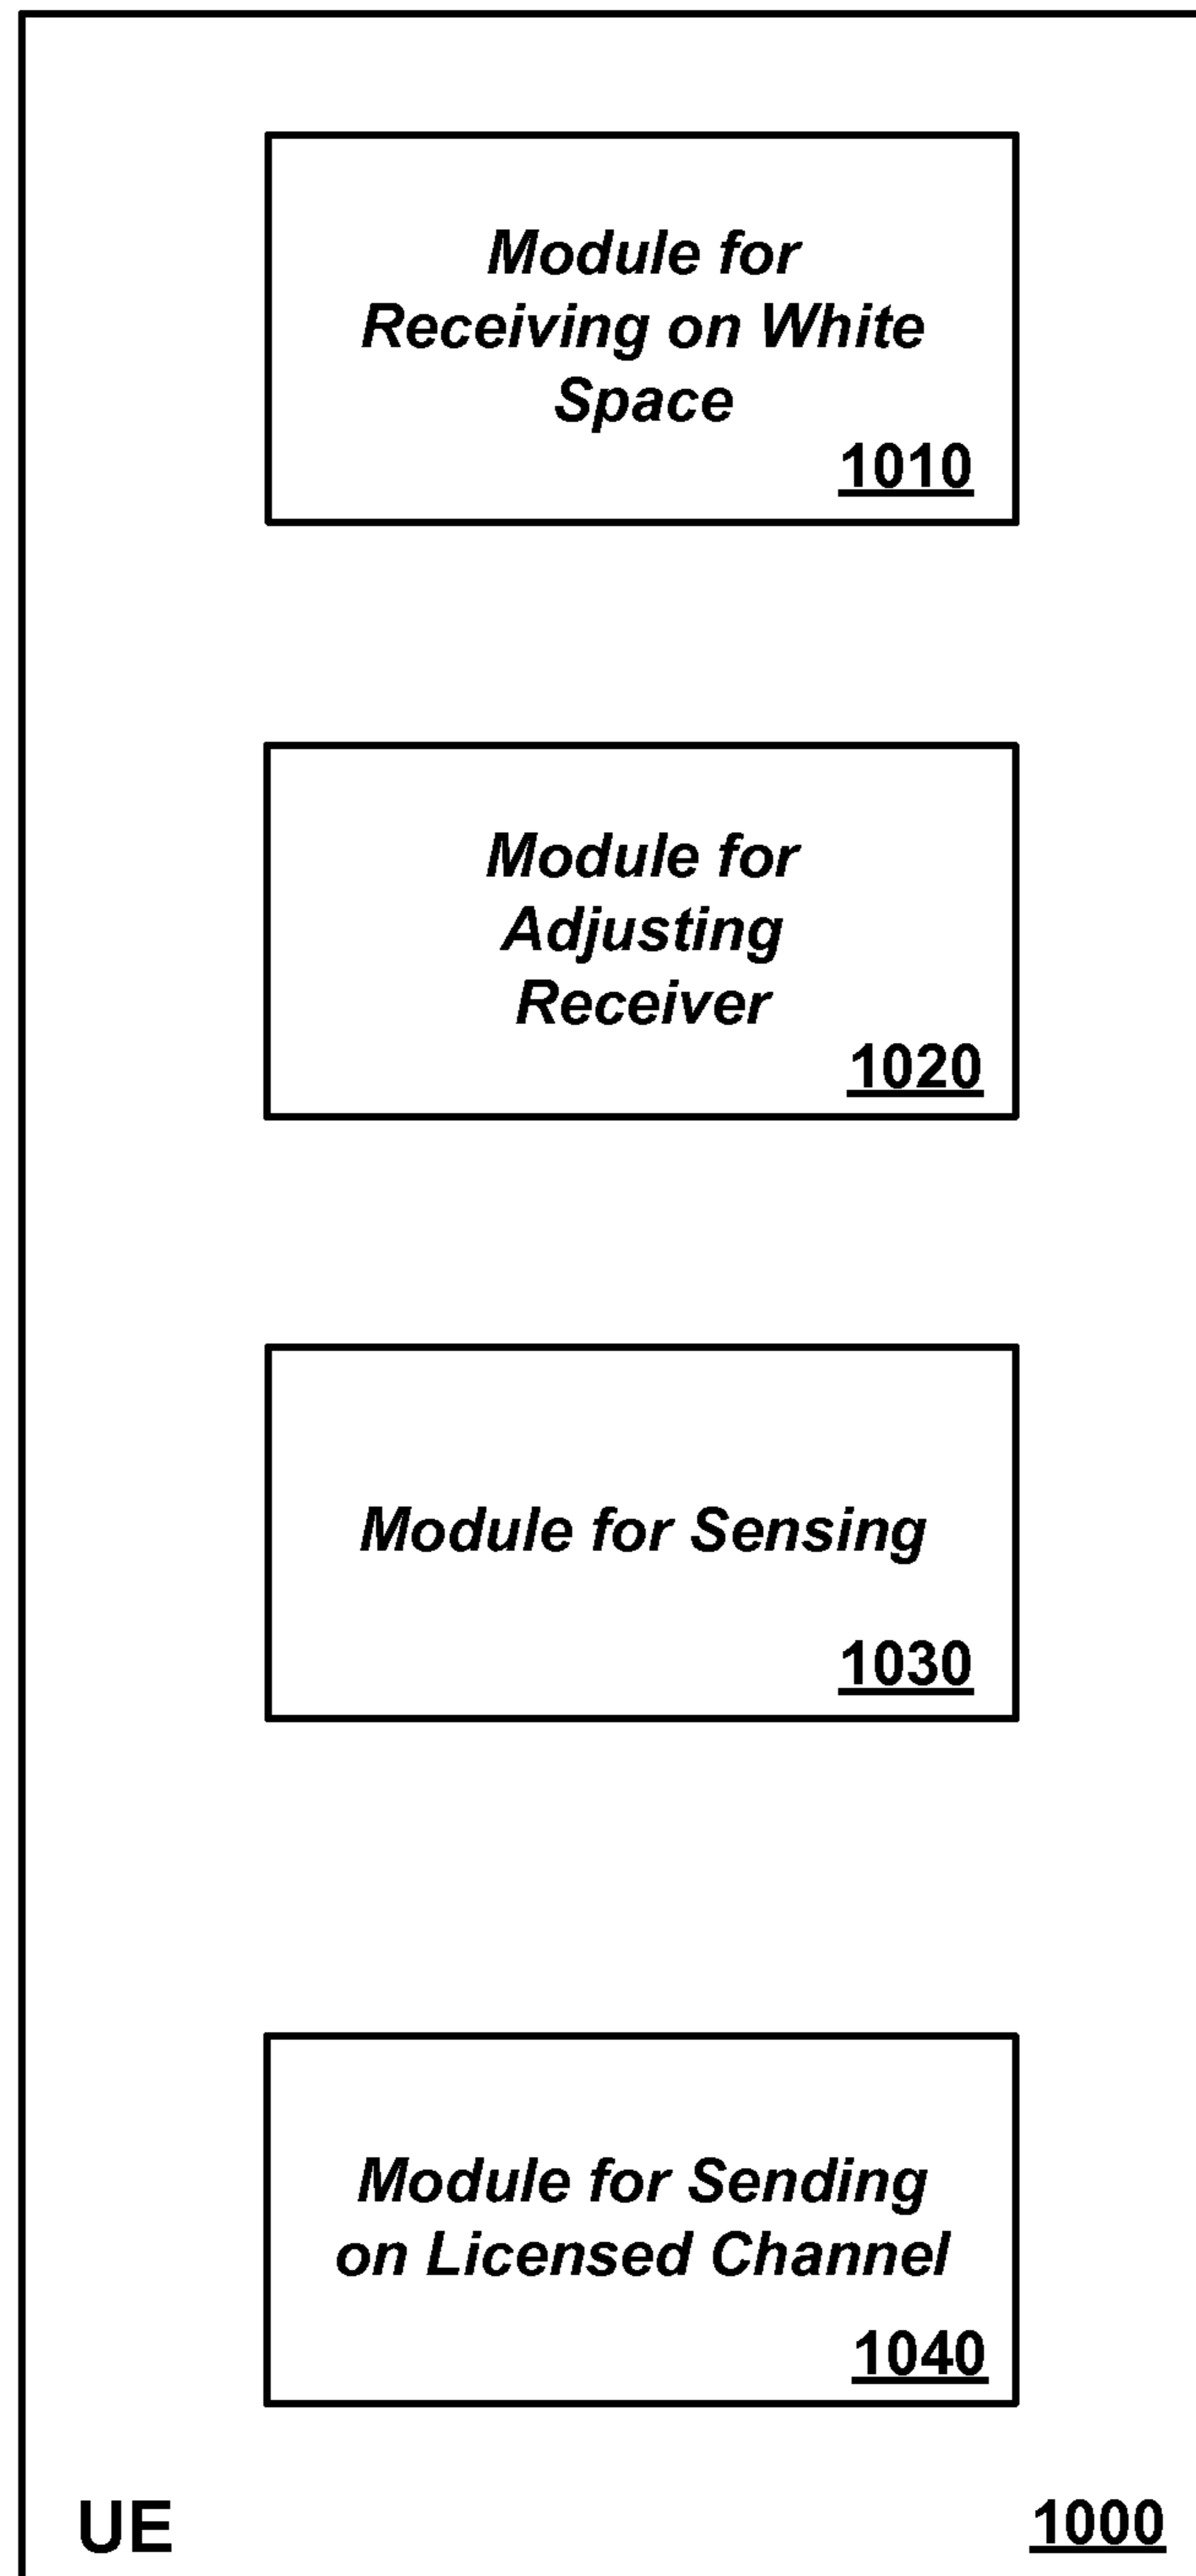 Module for
Receiving on White
Space
1010
Module for
Adjusting
Receiver
1020
Module for Sensing
1030
Module for Sending
on Licensed Channel
1040
UE
1000